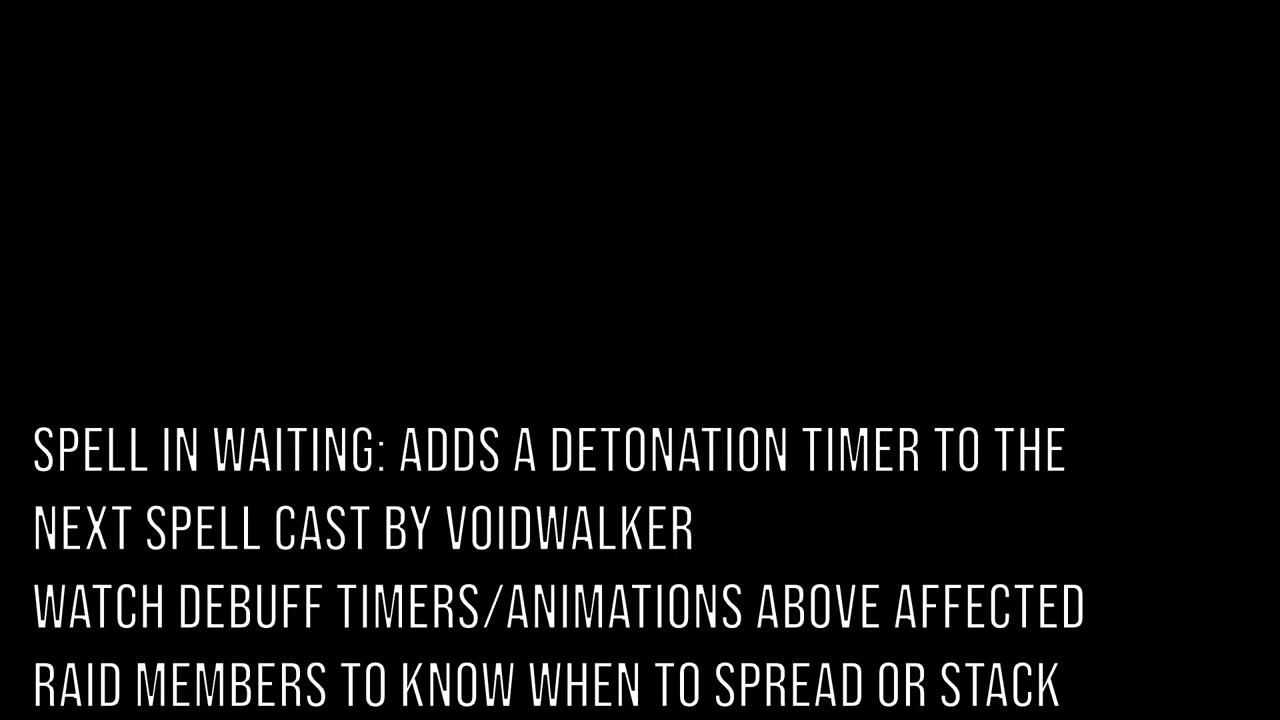 SPELL IN WAITING: ADDS A DETONATION TIMER TO THE
NEXT SPELL CAST BY VOIDWALKER
WATCH DEBUFF TIMERS/ANIMATIONS ABOVE AFFECTED
RAID MEMBERS TO KNOW WHEN TO SPREAD OR STACK